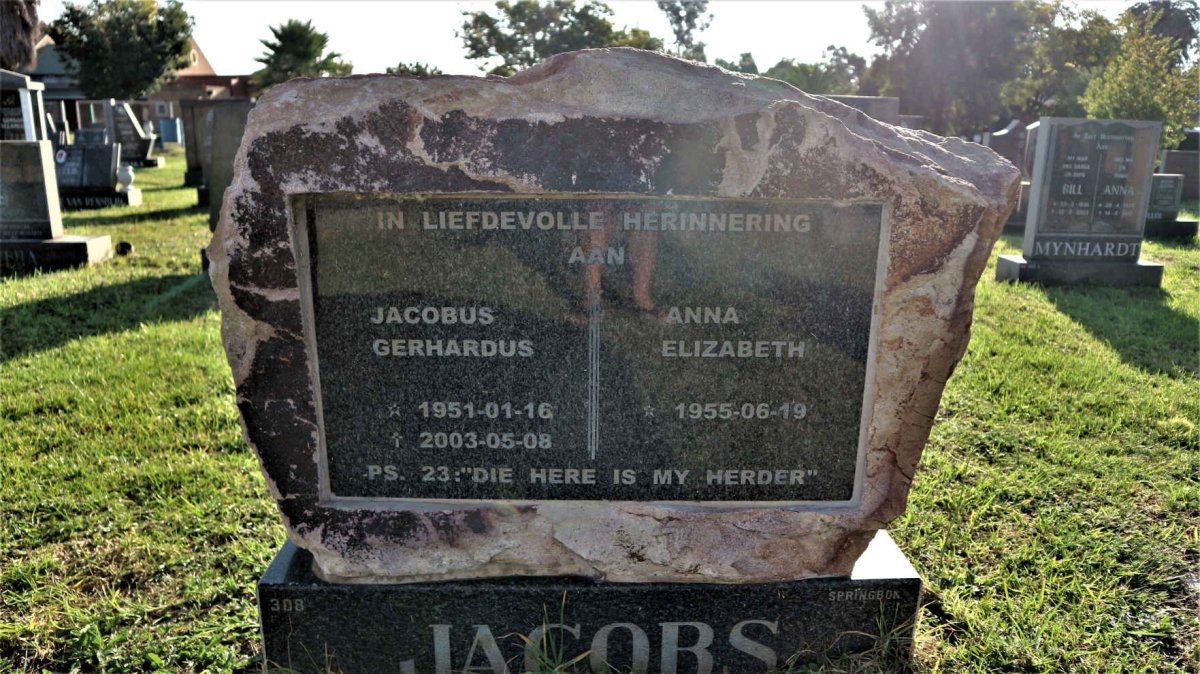 IN LIEFDEVOLLE HERINNERING
AAN
JACOBUS
GERHARDUS
☆ 1951-01-16
† 2003-05-08
ANNA
ELIZABETH
☆ 1955-06-19
PS. 23:"DIE HERE IS MY HERDER"
308
SPRINGBOK
JACOBS
BILL
ANNA
MYNHARDT